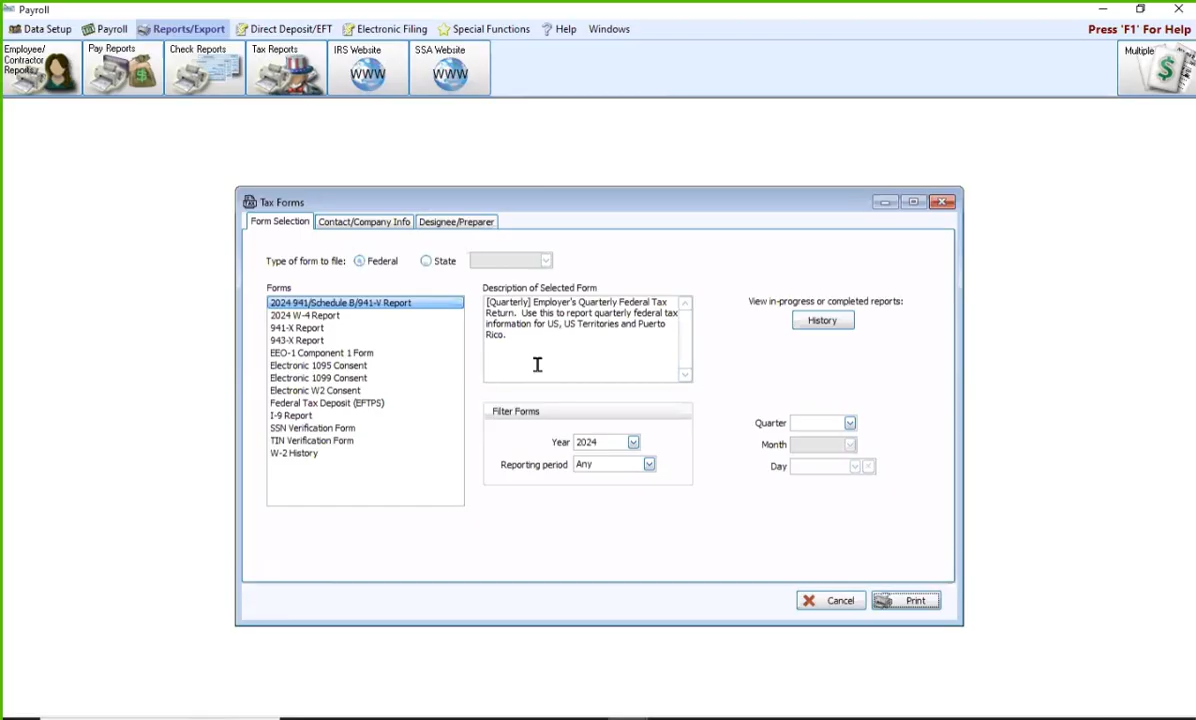 Payroll
Data Setup Payroll Reports/Export Direct Deposit/EFT Electronic Filing Special Functions Help Windows Press 'F1' For Help
Employee/
Contractor
Reports
Pay Reports
Check Reports
Tax Reports
IRS Website
WWW
SSA Website
WWW
Multiple
Tax Forms
Form Selection Contact/Company Info Designee/Preparer
Type of form to file: Federal State
Forms
2024 941/Schedule B/941-V Report
2024 W-4 Report
941-X Report
943-X Report
EEO-1 Component 1 Form
Electronic 1095 Consent
Electronic 1099 Consent
Electronic W2 Consent
Federal Tax Deposit (EFTPS)
I-9 Report
SSN Verification Form
TIN Verification Form
W-2 History
Description of Selected Form
[Quarterly] Employer's Quarterly Federal Tax
Return. Use this to report quarterly federal tax
information for US, US Territories and Puerto
Rico.
Filter Forms
Year 2024
Reporting period Any
View in-progress or completed reports:
History
Quarter
Month
Day
Cancel Print